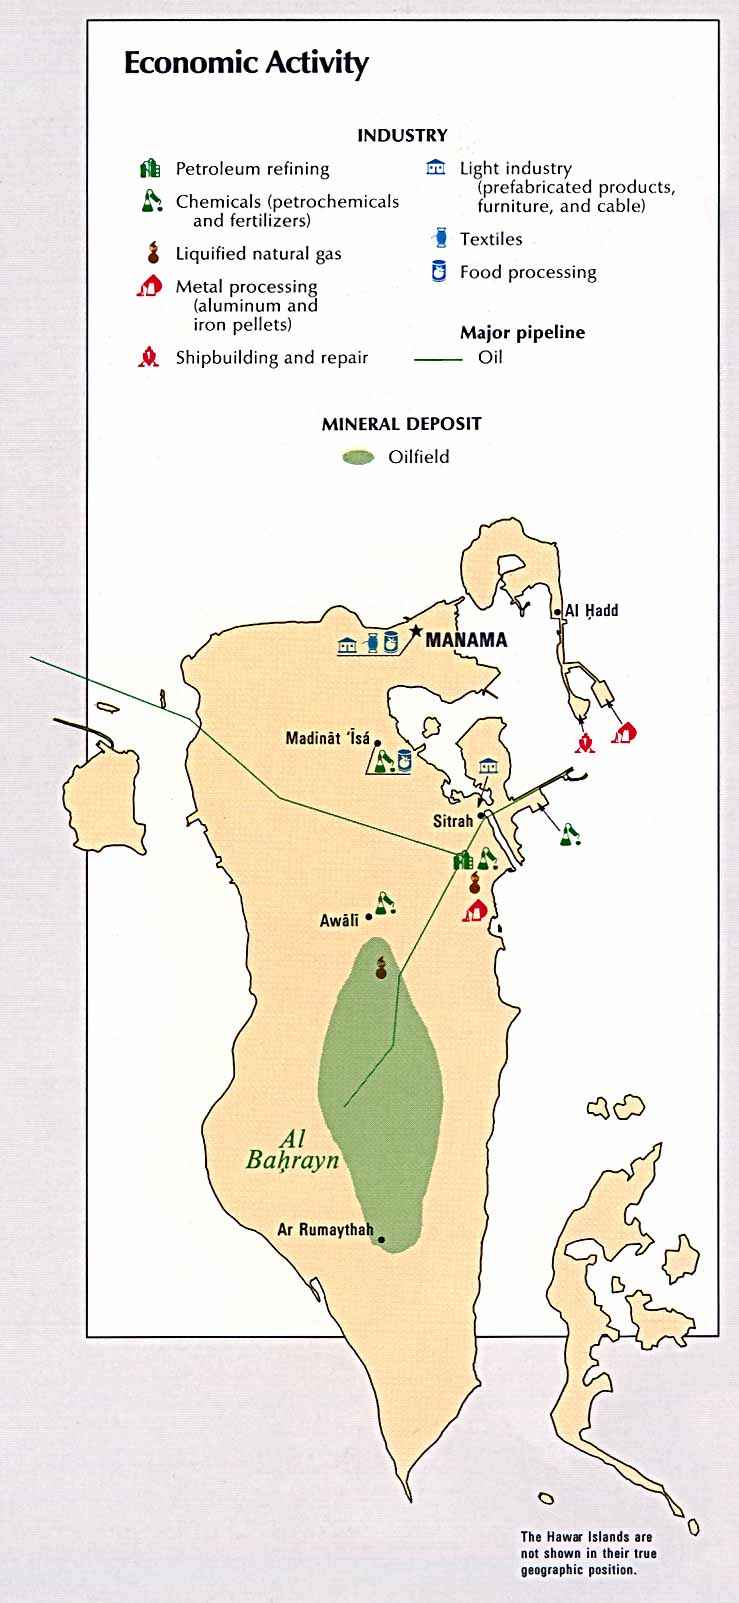 Economic Activity
INDUSTRY
Petroleum refining
Chemicals (petrochemicals
and fertilizers)
Liquified natural gas
Metal processing
(aluminum and
iron pellets)
Shipbuilding and repair
Light industry
(prefabricated products,
furniture, and cable)
Textiles
Food processing
Major pipeline
Oil
MINERAL DEPOSIT
Oilfield
Al Ḥadd
MANAMA
Madināt ‘Īsá
Sitrah
Awālī
Al
Baḥrayn
Ar Rumaythah
The Hawar Islands are
not shown in their true
geographic position.